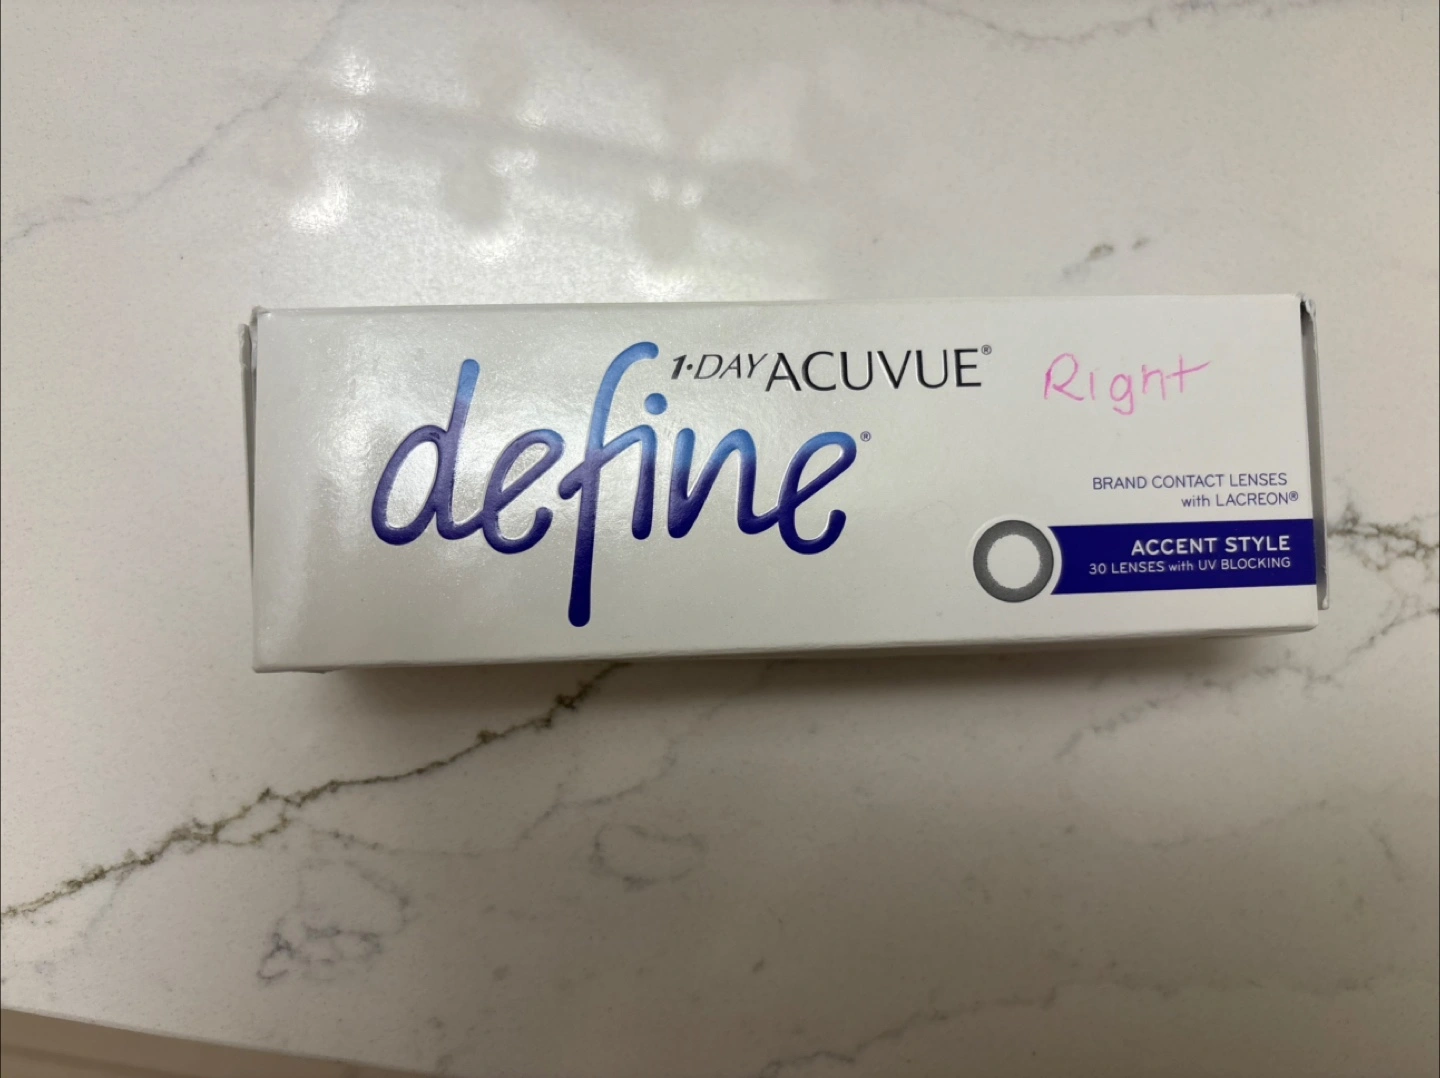 1·DAY ACUVUE®
define®
Right
BRAND CONTACT LENSES
with LACREON®
ACCENT STYLE
30 LENSES with UV BLOCKING